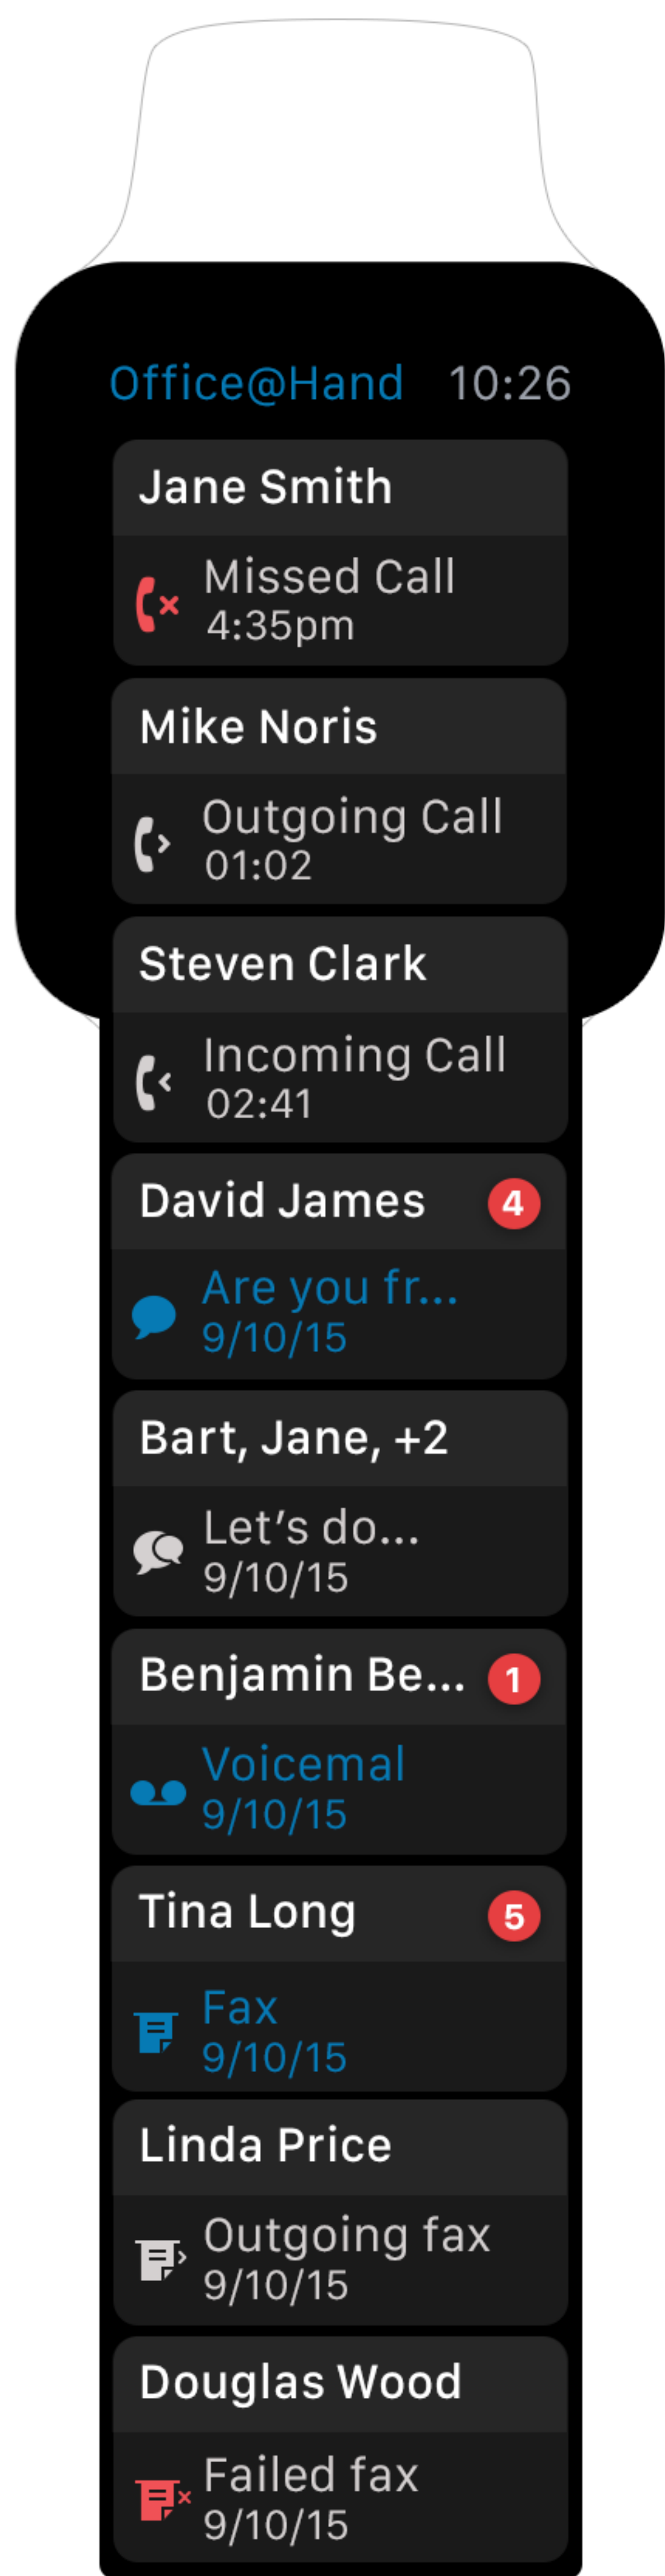 Office@Hand 10:26
Jane Smith
Missed Call
4:35pm
Mike Noris
Outgoing Call
01:02
Steven Clark
Incoming Call
02:41
David James 4
Are you fr...
9/10/15
Bart, Jane, +2
Let's do...
9/10/15
Benjamin Be... 1
Voicemal
9/10/15
Tina Long 5
Fax
9/10/15
Linda Price
Outgoing fax
9/10/15
Douglas Wood
Failed fax
9/10/15